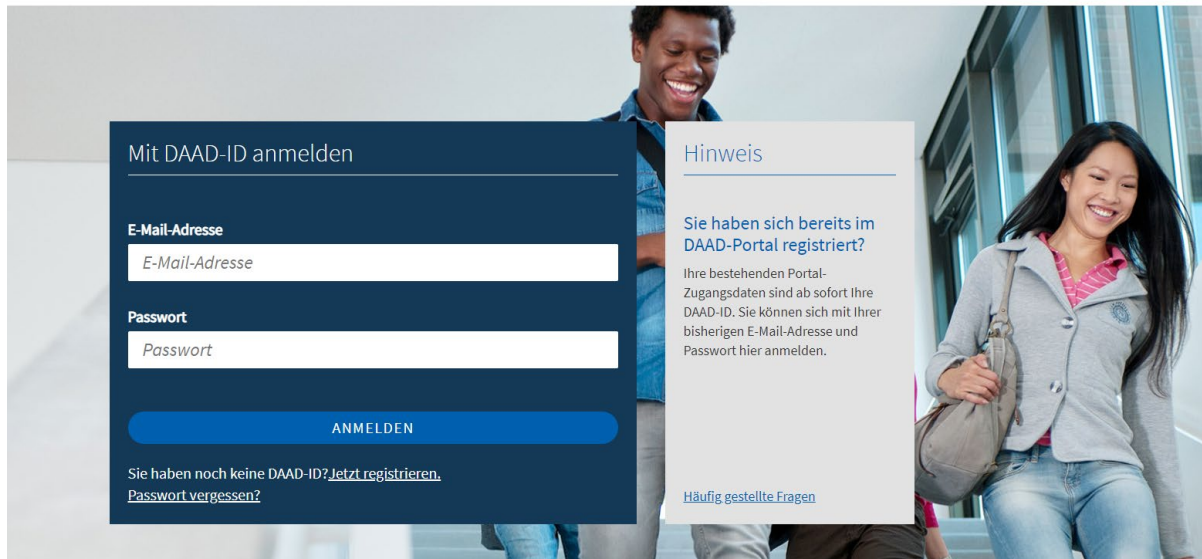 Mit DAAD-ID anmelden
E-Mail-Adresse
E-Mail-Adresse
Passwort
Passwort
ANMELDEN
Sie haben noch keine DAAD-ID? Jetzt registrieren.
Passwort vergessen?
Hinweis
Sie haben sich bereits im
DAAD-Portal registriert?
Ihre bestehenden Portal-
Zugangsdaten sind ab sofort Ihre
DAAD-ID. Sie können sich mit Ihrer
bisherigen E-Mail-Adresse und
Passwort hier anmelden.
Häufig gestellte Fragen